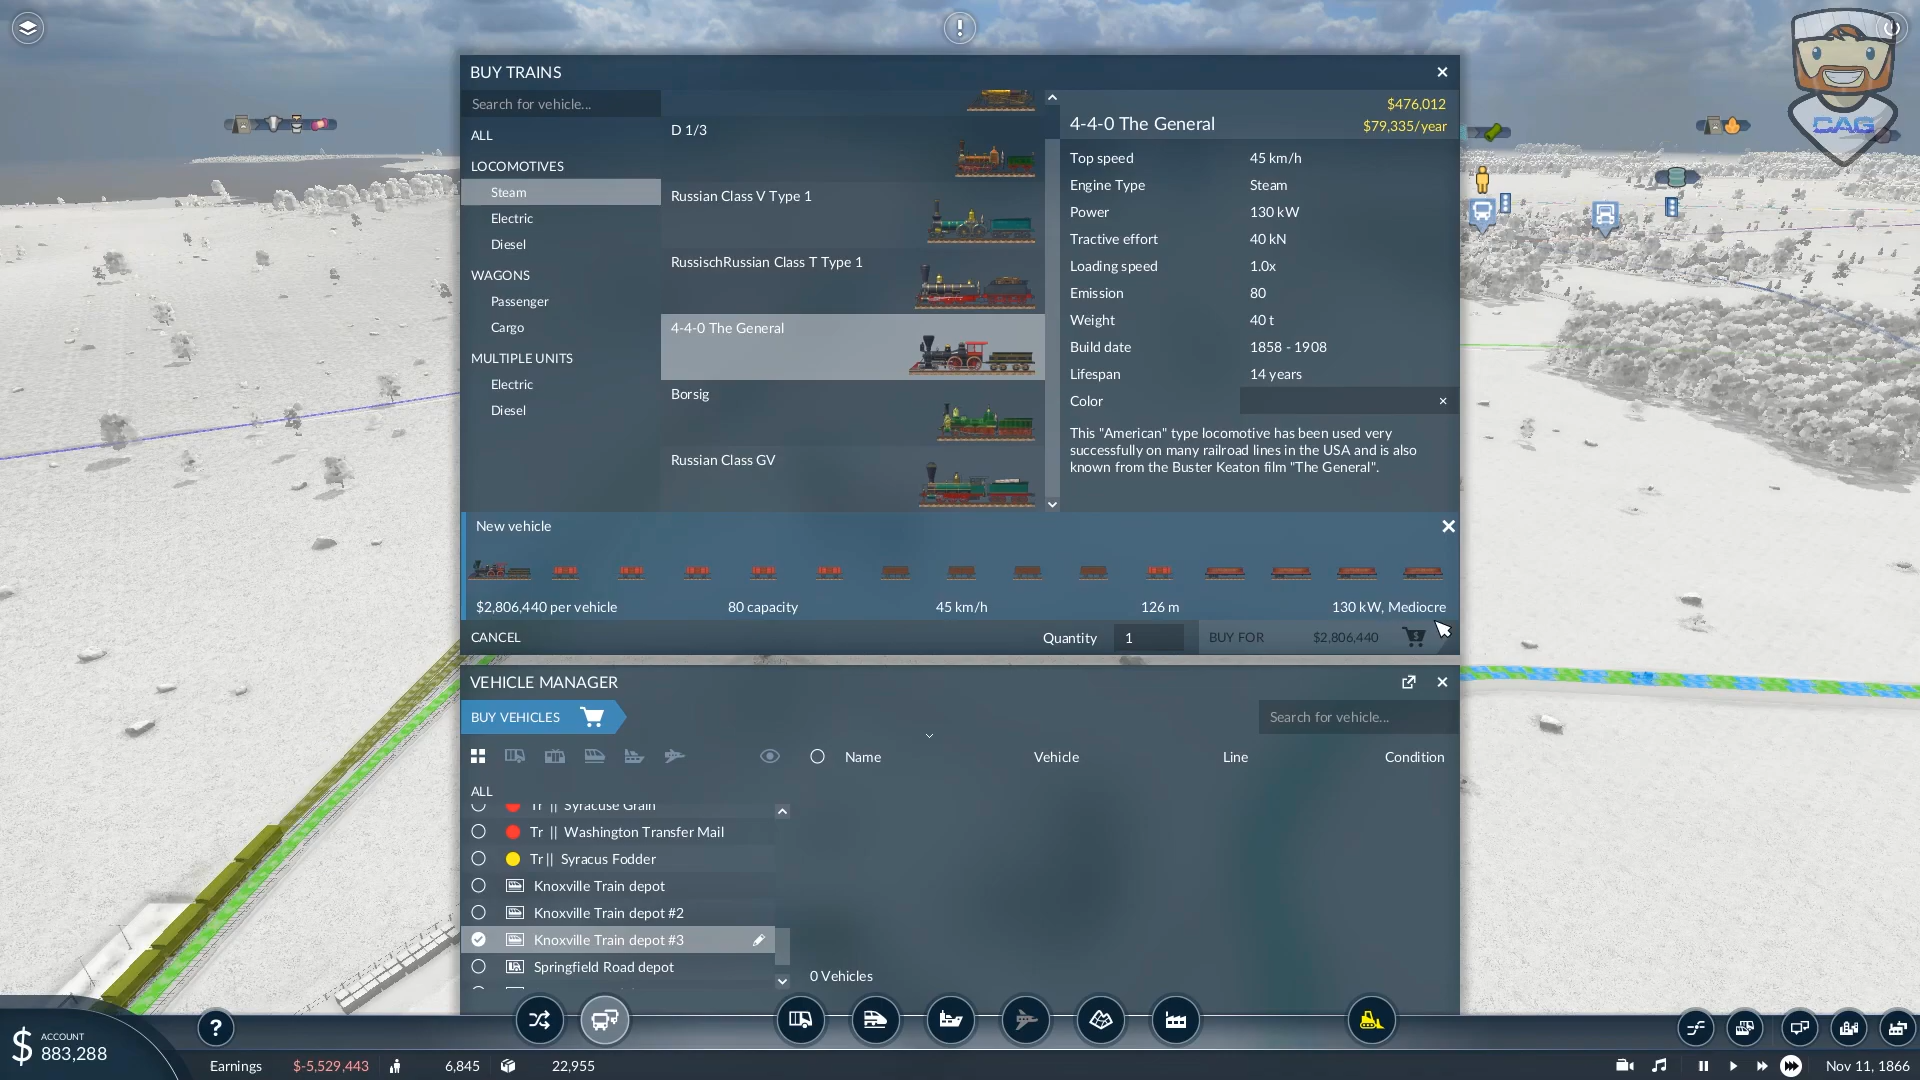 CAG
BUY TRAINS
Search for vehicle...
ALL
LOCOMOTIVES
Steam
Electric
Diesel
WAGONS
Passenger
Cargo
MULTIPLE UNITS
Electric
Diesel
D 1/3
Russian Class V Type 1
RussischRussian Class T Type 1
4-4-0 The General
Borsig
Russian Class GV
$476,012
4-4-0 The General
$79,335/year
Top speed 45 km/h
Engine Type Steam
Power 130 kW
Tractive effort 40 kN
Loading speed 1.0x
Emission 80
Weight 40 t
Build date 1858 - 1908
Lifespan 14 years
Color
This "American" type locomotive has been used very
successfully on many railroad lines in the USA and is also
known from the Buster Keaton film "The General".
New vehicle
$2,806,440 per vehicle 80 capacity 45 km/h 126 m 130 kW, Mediocre
CANCEL Quantity 1 BUY FOR $2,806,440
VEHICLE MANAGER
BUY VEHICLES
Search for vehicle...
Name Vehicle Line Condition
ALL
Tr || Syracuse Grain
Tr || Washington Transfer Mail
Tr|| Syracus Fodder
Knoxville Train depot
Knoxville Train depot #2
Knoxville Train depot #3
Springfield Road depot
0 Vehicles
$ ACCOUNT
883,288
?
Earnings $-5,529,443 6,845 22,955
Nov 11, 1866